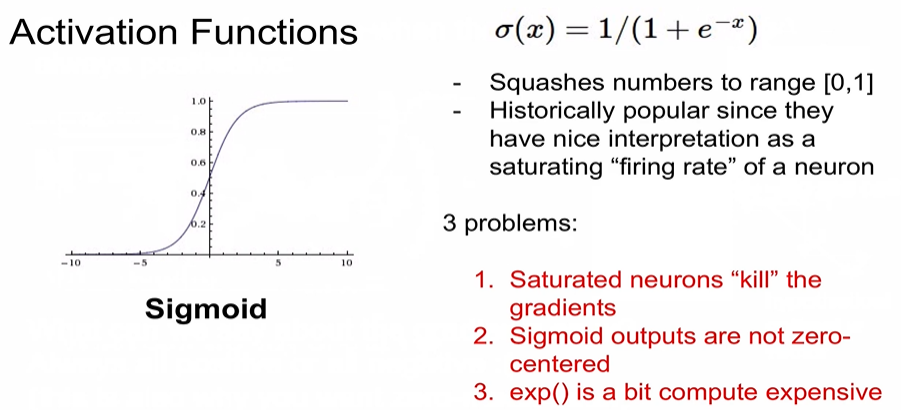 Activation Functions
σ(x) = 1/(1 + e⁻ˣ)
- Squashes numbers to range [0,1]
- Historically popular since they
have nice interpretation as a
saturating “firing rate” of a neuron
1.0
0.8
0.6
0.4
0.2
-10
-5
5
10
Sigmoid
3 problems:
1. Saturated neurons “kill” the
gradients
2. Sigmoid outputs are not zero-
centered
3. exp() is a bit compute expensive